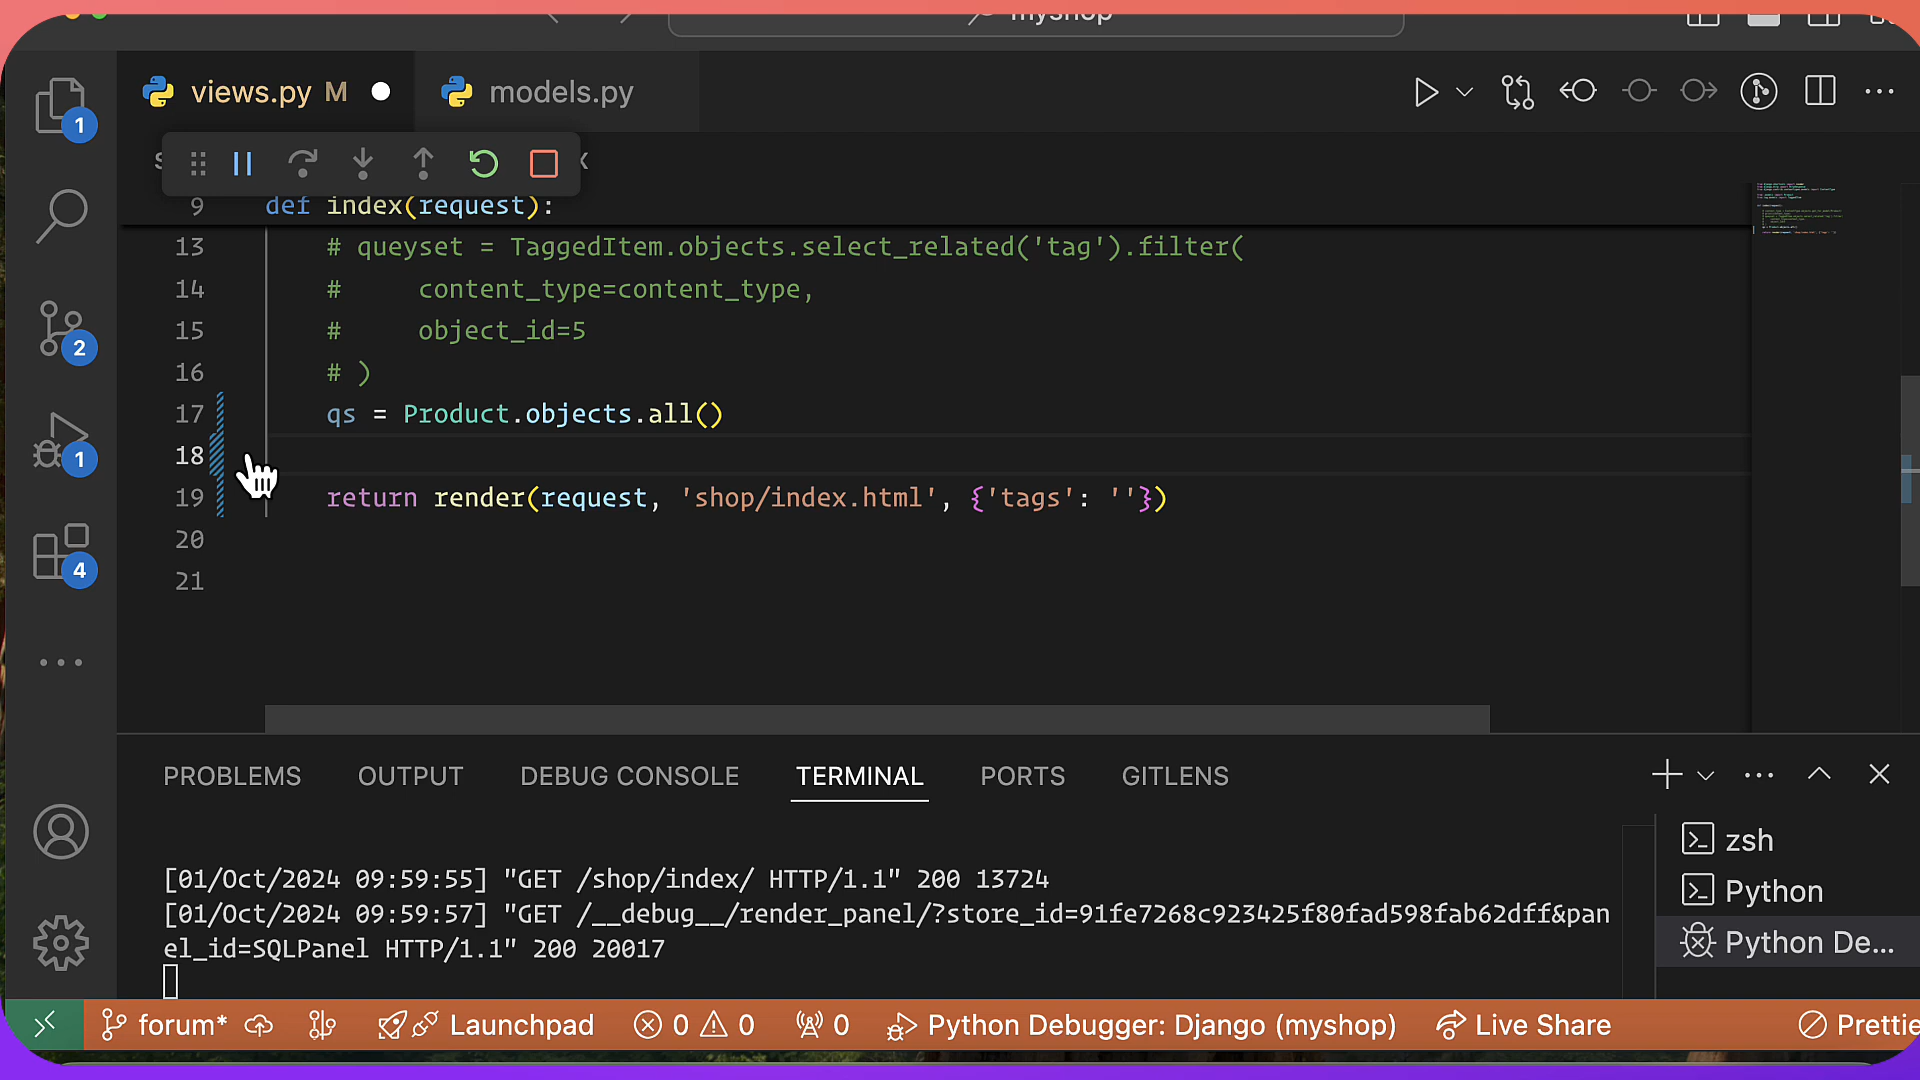 myshop
views.py M
models.py
1
9 def index(request):
13 # queyset = TaggedItem.objects.select_related('tag').filter(
14 # content_type=content_type,
15 # object_id=5
16 # )
17 qs = Product.objects.all()
18
19 return render(request, 'shop/index.html', {'tags': ''})
20
21
2
1
4
PROBLEMS OUTPUT DEBUG CONSOLE TERMINAL PORTS GITLENS
[01/Oct/2024 09:59:55] "GET /shop/index/ HTTP/1.1" 200 13724
[01/Oct/2024 09:59:57] "GET /__debug__/render_panel/?store_id=91fe7268c923425f80fad598fab62dff&pan
el_id=SQLPanel HTTP/1.1" 200 20017
zsh
Python
Python De...
forum* Launchpad 0 0 0 Python Debugger: Django (myshop) Live Share Prettie